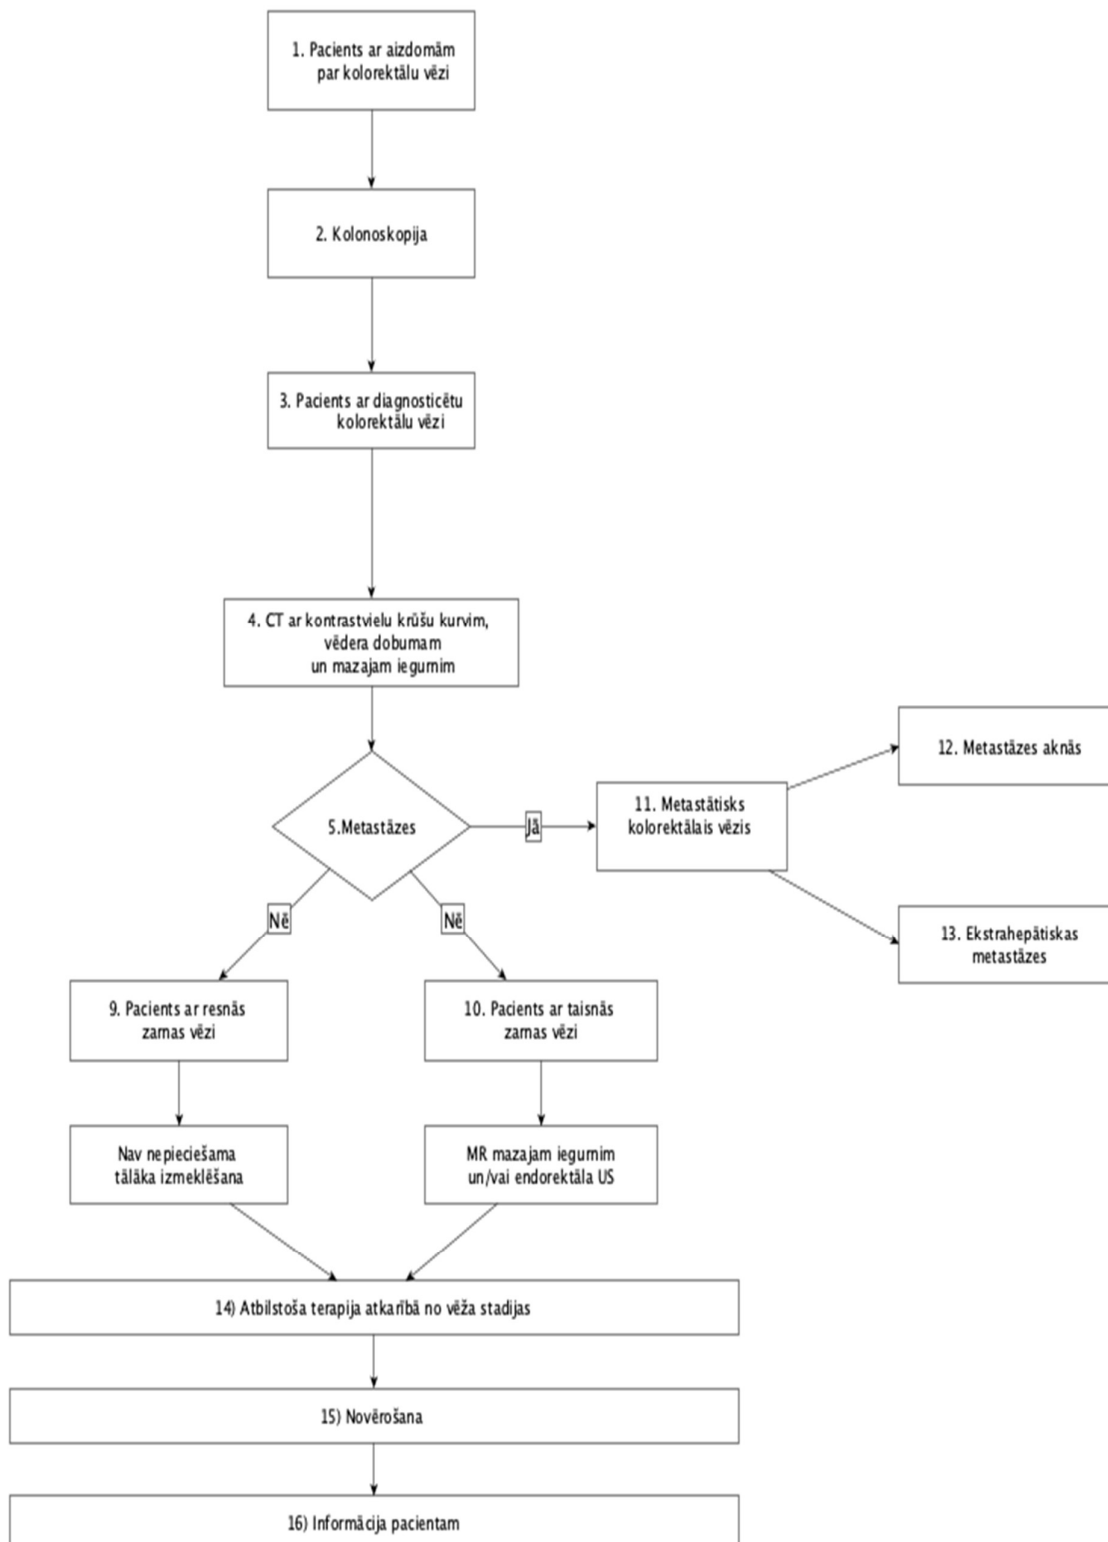 1. Pacients ar aizdomām
par kolorektālu vēzi
2. Kolonoskopija
3. Pacients ar diagnosticētu
kolorektālu vēzi
4. CT ar kontrastvielu krūšu kurvim,
vēdera dobumam
un mazajam iegurnim
5.Metastāzes
Jā
11. Metastātisks
kolorektālais vēzis
12. Metastāzes aknās
13. Ekstrahepātiskas
metastāzes
Nē
Nē
9. Pacients ar resnās
zarnas vēzi
10. Pacients ar taisnās
zarnas vēzi
Nav nepieciešama
tālāka izmeklēšana
MR mazajam iegurnim
un/vai endorektāla US
14) Atbilstoša terapija atkarībā no vēža stadijas
15) Novērošana
16) Informācija pacientam